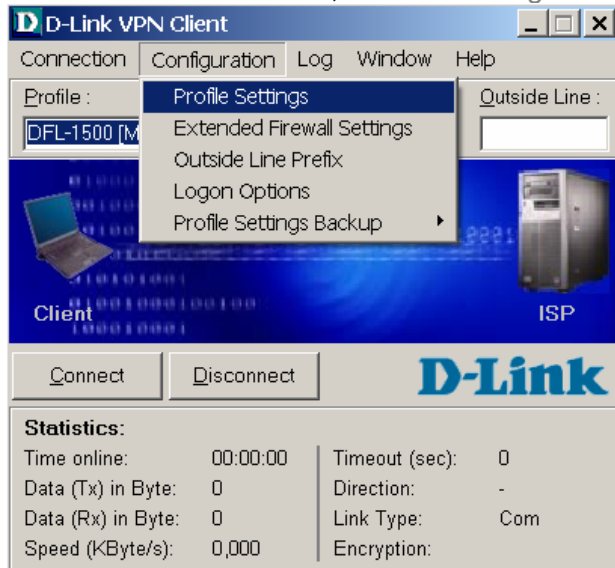 D-Link VPN Client
Connection Configuration Log Window Help
Profile : Outside Line :
DFL-1500 [M
Profile Settings
Extended Firewall Settings
Outside Line Prefix
Logon Options
Profile Settings Backup
Client ISP
Connect Disconnect D-Link
Statistics:
Time online: 00:00:00 Timeout (sec): 0
Data (Tx) in Byte: 0 Direction: -
Data (Rx) in Byte: 0 Link Type: Com
Speed (KByte/s): 0,000 Encryption: